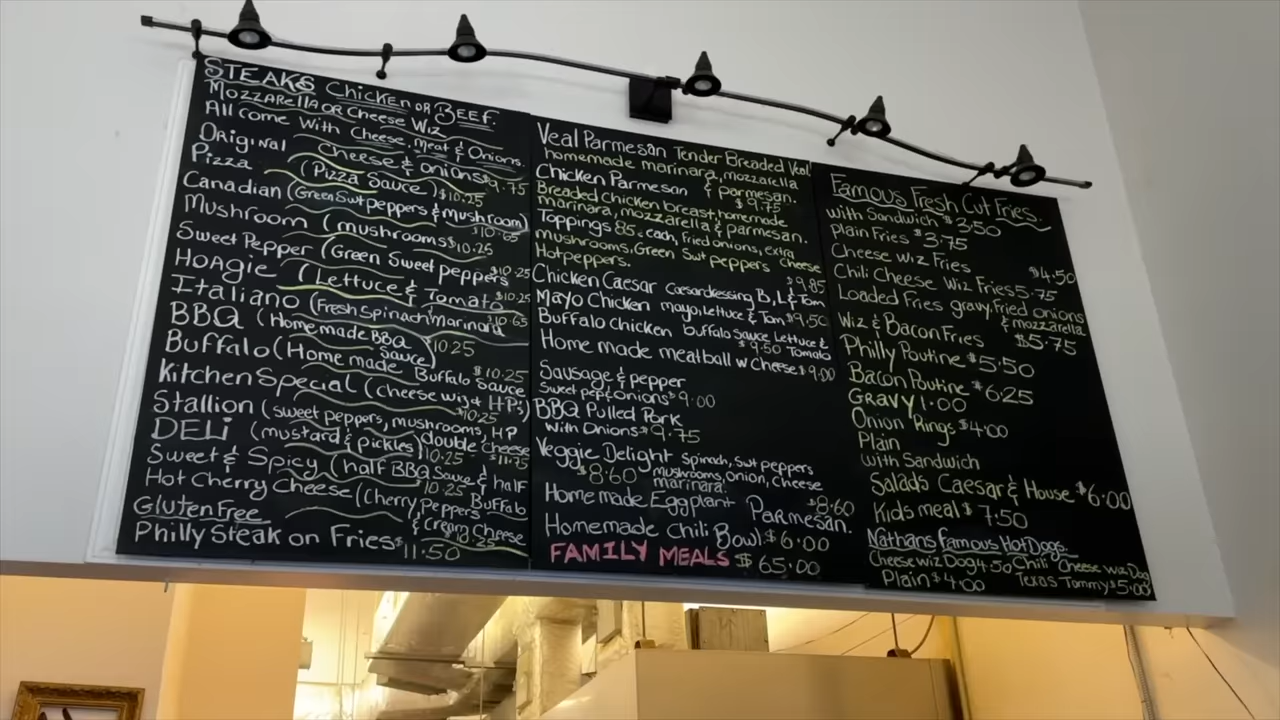 STEAKS Chicken or BEEF.
Mozzarella or Cheese Wiz
All come with Cheese, meat & Onions.
Original Cheese & onions $9.75
Pizza (Pizza Sauce) $10.25
Canadian (Green Swt peppers & mushroom) $10.65
Mushroom (mushrooms $10.25
Sweet Pepper (Green Sweet peppers $10.25
HOAGIE (Lettuce & Tomato $10.25
Italiano (Fresh Spinach Marinara $10.65
BBQ (Home made BBQ Sauce) $10.25
Buffalo (Home made Buffalo Sauce $10.25
Kitchen Special (cheese wiz & HP's) $10.25
Stallion (sweet peppers, mushrooms, HP double cheese $11.75
DELI (mustard & pickles) 10.25
Sweet & Spicy (half BBQ Sauce & half Buffalo 10.25
Hot Cherry Cheese (Cherry Peppers & Cream Cheese $10.25
Gluten Free
Philly Steak on Fries $11.50
Veal Parmesan Tender Breaded Veal
homemade marinara, mozzarella & parmesan.
Chicken Parmesan $9.75
Breaded chicken breast, homemade
marinara, mozzarella & parmesan.
Toppings 85¢ each, fried onions, extra Cheese
mushrooms, Green Swt peppers
Hot peppers.
Chicken Caesar Caesar dressing B, L & Tom $9.85
Mayo Chicken mayo, lettuce & Tom $9.50
Buffalo Chicken buffalo sauce Lettuce & Tomato $9.50
Home made meatball w Cheese $9.00
Sausage & pepper
Sweet pep & Onions $9.00
BBQ Pulled Pork
with Onions $9.75
Veggie Delight Spinach, Swt peppers
$8.60 mushrooms, onion, Cheese
marinara.
Home made Eggplant Parmesan. $8.60
Homemade Chili Bowl $6.00
FAMILY MEALS $65.00
Famous Fresh Cut Fries.
with Sandwich $3.50
Plain Fries $3.75
Cheese Wiz Fries $4.50
Chili Cheese Wiz Fries 5.75
Loaded Fries gravy, fried onions & mozzarella
Wiz & Bacon Fries $5.75
Philly Poutine $5.50
Bacon Poutine $6.25
GRAVY 1.00
Onion Rings $4.00
Plain
with Sandwich
Salads Caesar & House $6.00
Kids meal $7.50
Nathans Famous Hot Dogs
Cheese wiz Dog 4.50 Chili Cheese wiz Dog
Plain $4.00 Texas Tommy $5.00